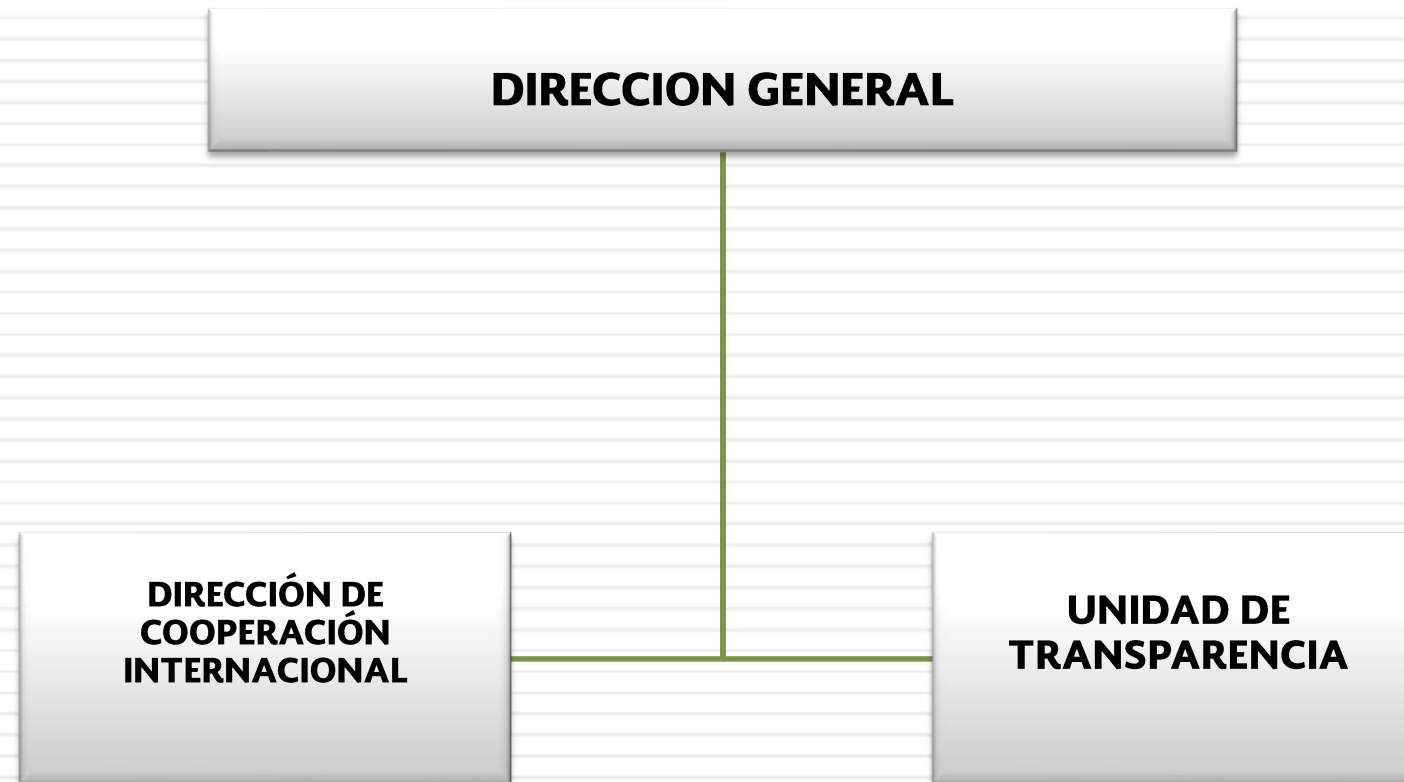 DIRECCION GENERAL
DIRECCIÓN DE
COOPERACIÓN
INTERNACIONAL
UNIDAD DE
TRANSPARENCIA